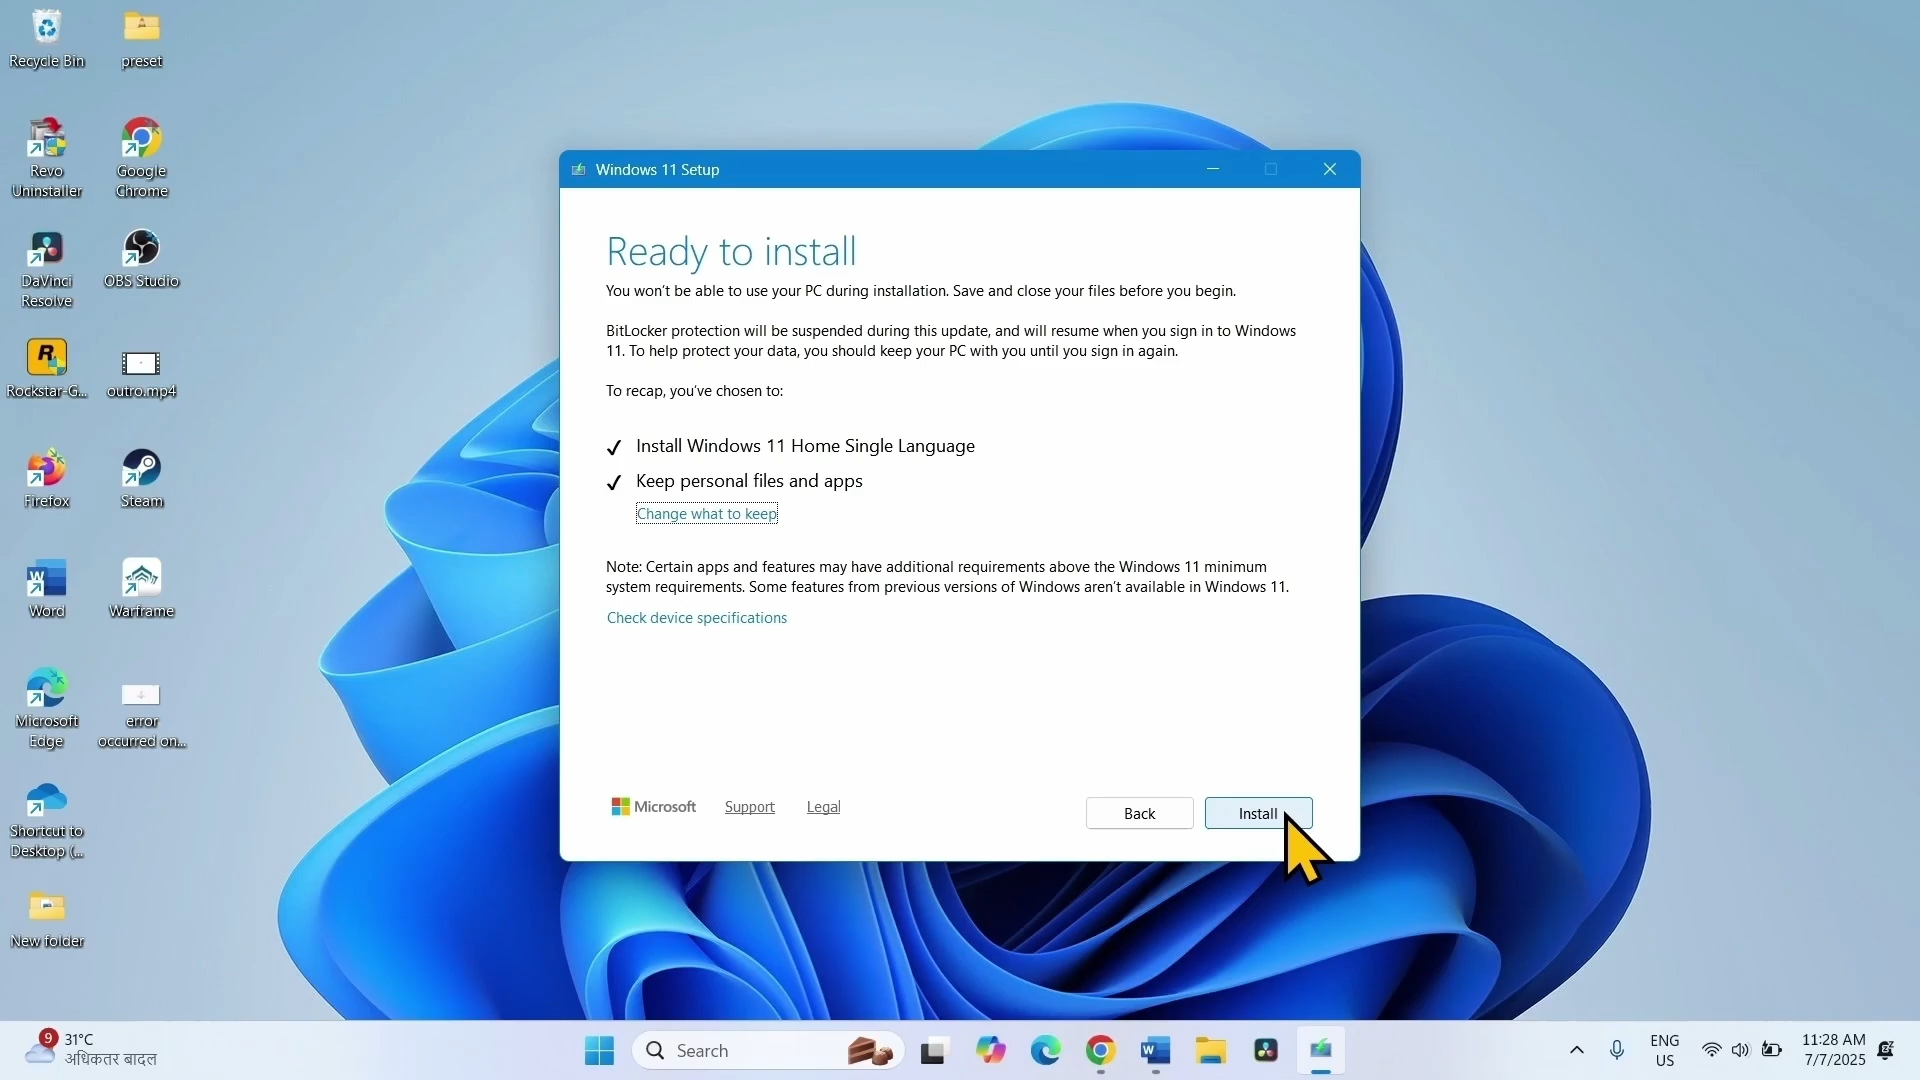 Recycle Bin
preset
Revo
Uninstaller
Google
Chrome
DaVinci
Resolve
OBS Studio
Rockstar-G...
outro.mp4
Firefox
Steam
Word
Warframe
Microsoft
Edge
error
occurred on...
Shortcut to
Desktop (...
New folder
Windows 11 Setup
Ready to install
You won't be able to use your PC during installation. Save and close your files before you begin.
BitLocker protection will be suspended during this update, and will resume when you sign in to Windows
11. To help protect your data, you should keep your PC with you until you sign in again.
To recap, you've chosen to:
Install Windows 11 Home Single Language
Keep personal files and apps
Change what to keep
Note: Certain apps and features may have additional requirements above the Windows 11 minimum
system requirements. Some features from previous versions of Windows aren't available in Windows 11.
Check device specifications
Microsoft
Support
Legal
Back
Install
9
31°C
अधिकतर बादल
Search
ENG
US
11:28 AM
7/7/2025